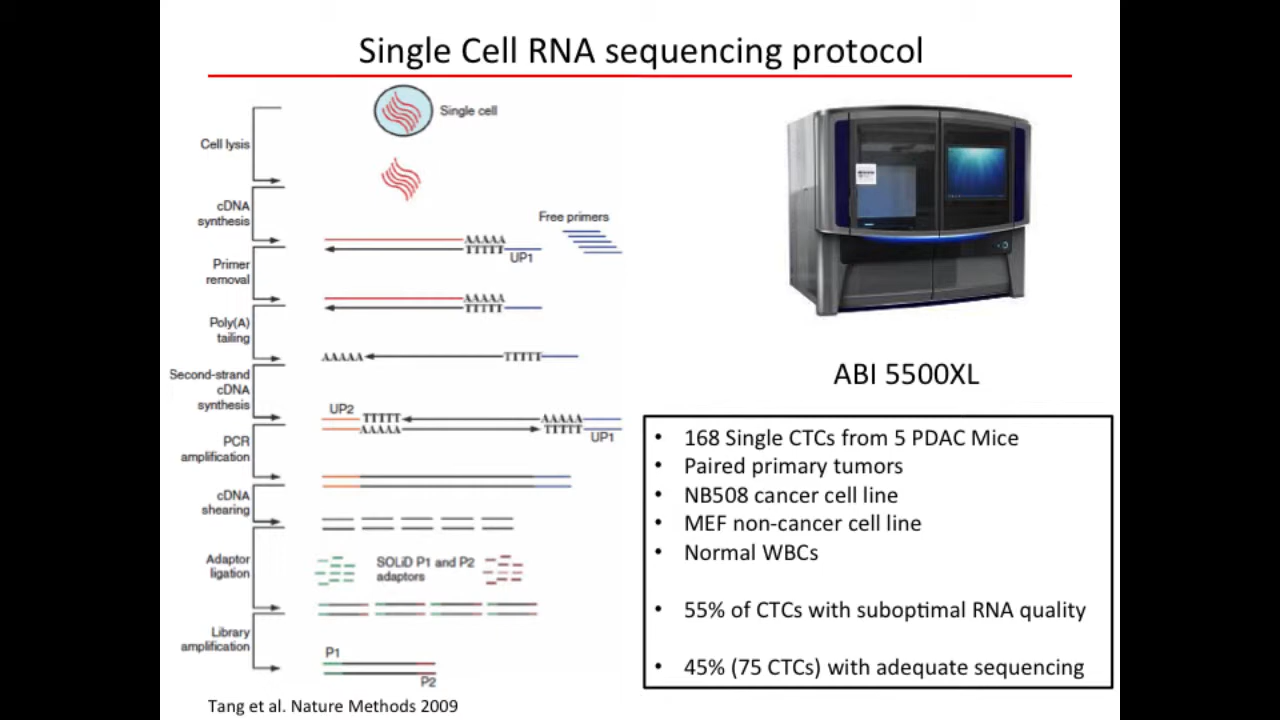 Single Cell RNA sequencing protocol
Single cell
Cell lysis
cDNA
synthesis
Free primers
AAAAA
TTTTT
UP1
Primer
removal
AAAAA
TTTTT
Poly(A)
tailing
AAAAA
TTTTT
Second-strand
cDNA
synthesis
UP2
TTTTT
AAAAA
AAAAA
TTTTT
UP1
PCR
amplification
cDNA
shearing
Adaptor
ligation
SOLiD P1 and P2
adaptors
Library
amplification
P1
P2
Tang et al. Nature Methods 2009
ABI 5500XL
• 168 Single CTCs from 5 PDAC Mice
• Paired primary tumors
• NB508 cancer cell line
• MEF non-cancer cell line
• Normal WBCs
• 55% of CTCs with suboptimal RNA quality
• 45% (75 CTCs) with adequate sequencing